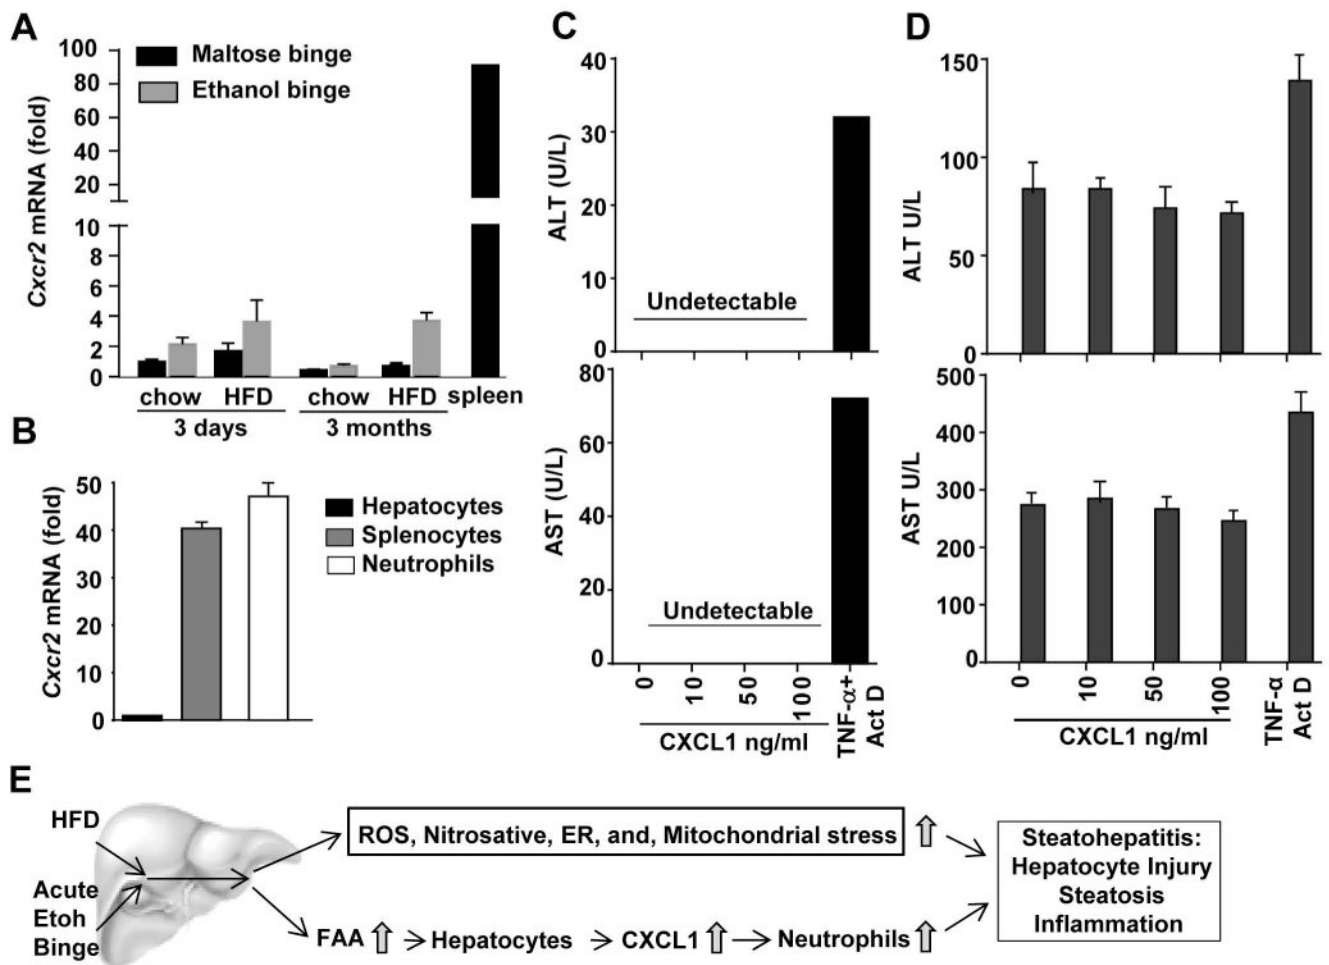 A
Cxcr2 mRNA (fold)
100
80
60
40
20
10
8
6
4
2
0
Maltose binge
Ethanol binge
chow HFD chow HFD spleen
3 days 3 months
B
Cxcr2 mRNA (fold)
50
40
30
20
10
0
Hepatocytes
Splenocytes
Neutrophils
C
ALT (U/L)
40
30
20
10
0
Undetectable
AST (U/L)
80
60
40
20
0
Undetectable
0 10 50 100 TNF-α+
Act D
CXCL1 ng/ml
D
ALT U/L
150
100
50
0
AST U/L
500
400
300
200
100
0
0 10 50 100 TNF-α
Act D
CXCL1 ng/ml
E
HFD
Acute
Etoh
Binge
ROS, Nitrosative, ER, and, Mitochondrial stress
FAA Hepatocytes CXCL1 Neutrophils
Steatohepatitis:
Hepatocyte Injury
Steatosis
Inflammation